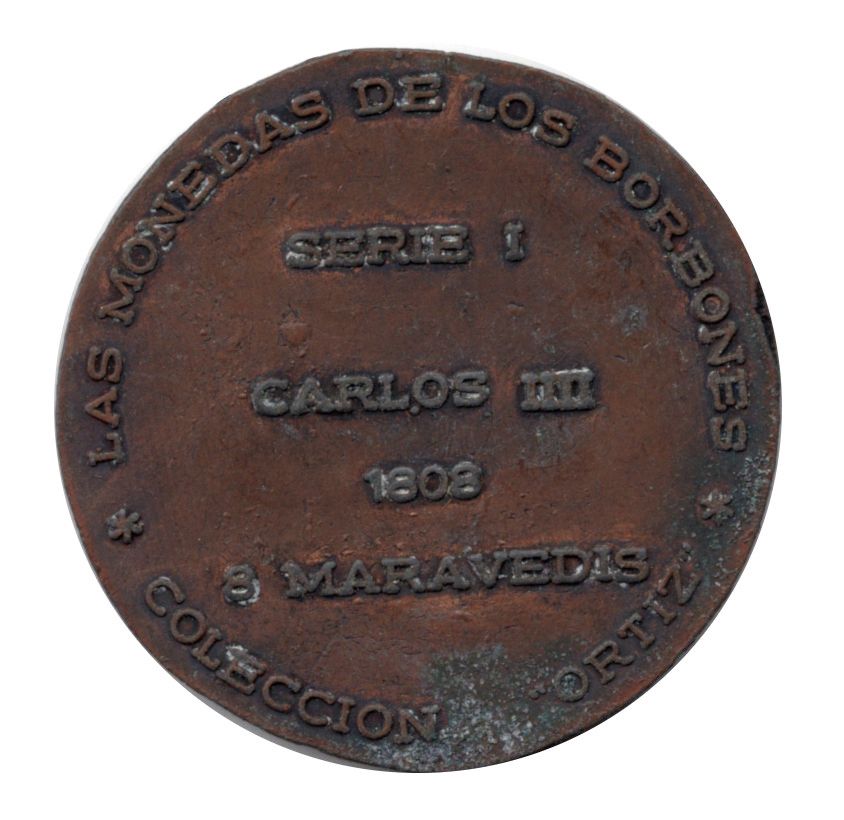 LAS MONEDAS DE LOS BORBONES
SERIE I
CARLOS IIII
1808
8 MARAVEDIS
* COLECCION "ORTIZ" *